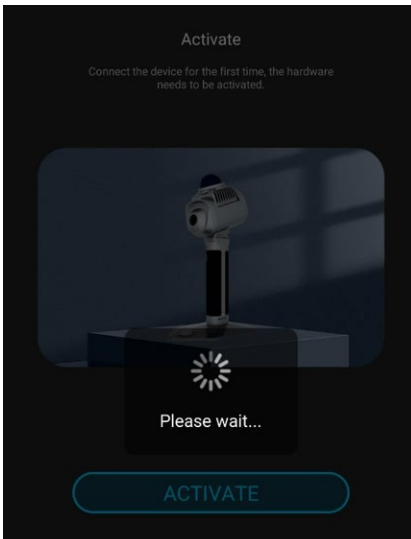 Activate
Connect the device for the first time, the hardware
needs to be activated.
Please wait...
ACTIVATE